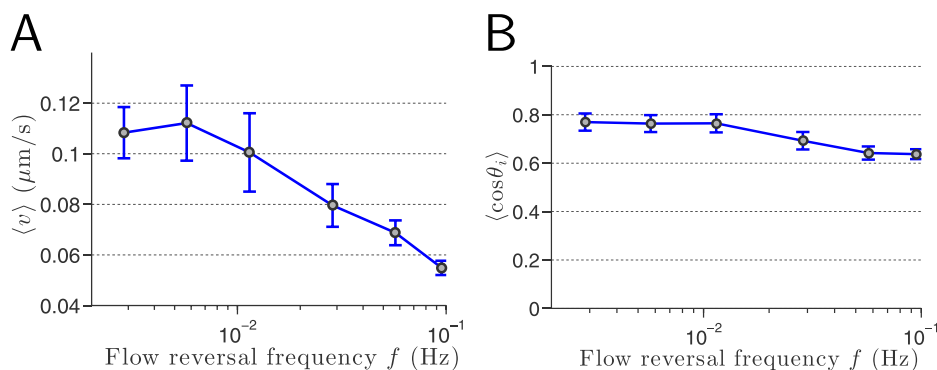 A
⟨v⟩ (μm/s)
0.12
0.1
0.08
0.06
0.04
10⁻²
10⁻¹
Flow reversal frequency f (Hz)
B
⟨cosθᵢ⟩
1
0.8
0.6
0.4
0.2
0
10⁻²
10⁻¹
Flow reversal frequency f (Hz)